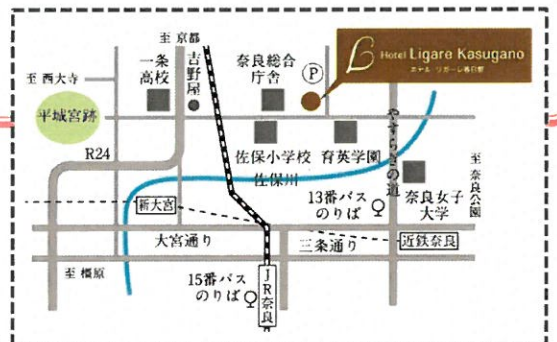 至 京都
一条
高校
吉野屋
奈良総合
庁舎
P
Hotel Ligare Kasugano
ホテル リガーレ春日野
至 西大寺
平城宮跡
R24
佐保小学校
育英学園
佐保川
やすらぎの道
至 奈良公園
新大宮
13番バス
のりば
奈良女子
大学
大宮通り
三条通り
近鉄奈良
至 橿原
15番バス
のりば
JR奈良